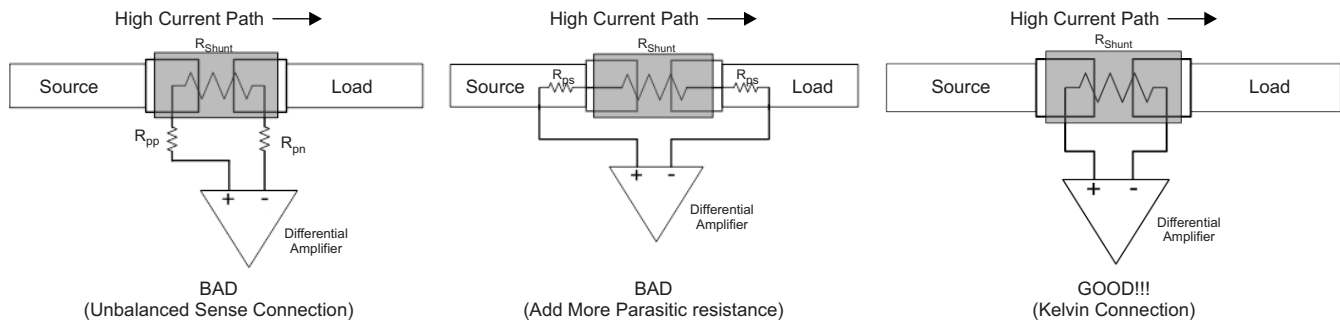 High Current Path
R_Shunt
Source
Load
R_pp
R_pn
+ -
Differential
Amplifier
BAD
(Unbalanced Sense Connection)
High Current Path
R_Shunt
R_ps
R_ps
Source
Load
+ -
Differential
Amplifier
BAD
(Add More Parasitic resistance)
High Current Path
R_Shunt
Source
Load
+ -
Differential
Amplifier
GOOD!!!
(Kelvin Connection)